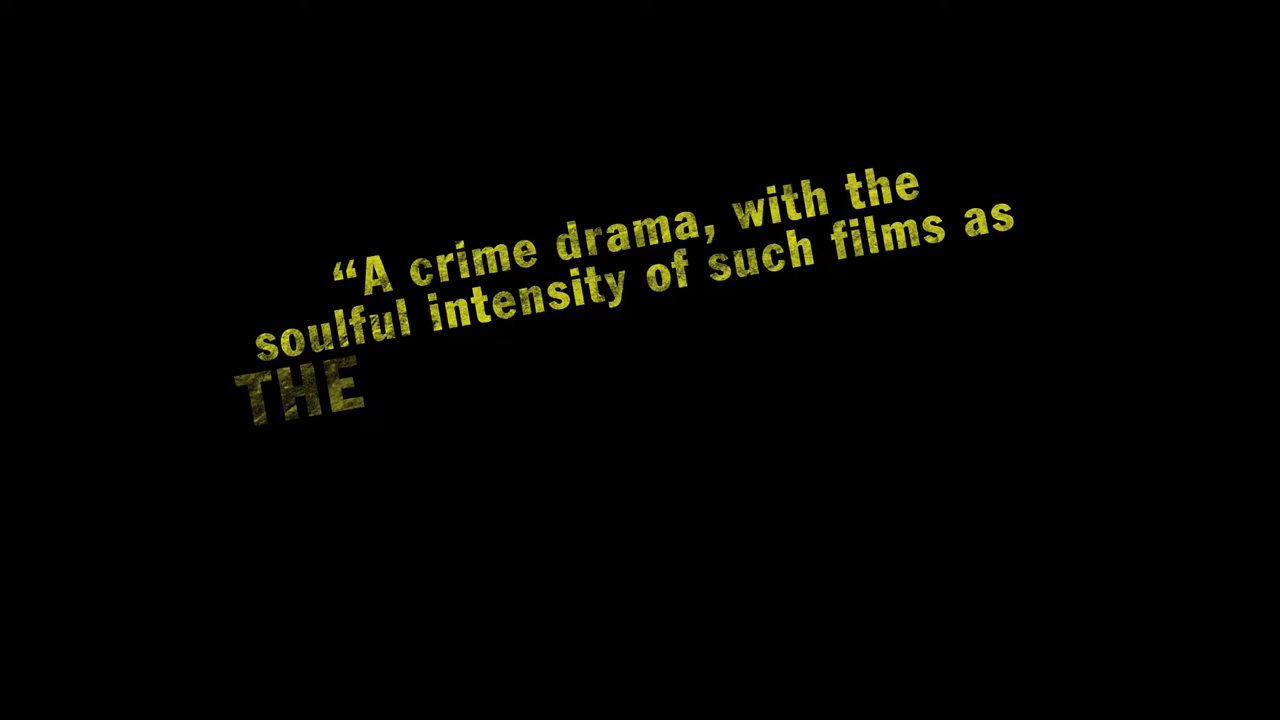 “A crime drama, with the
soulful intensity of such films as
THE